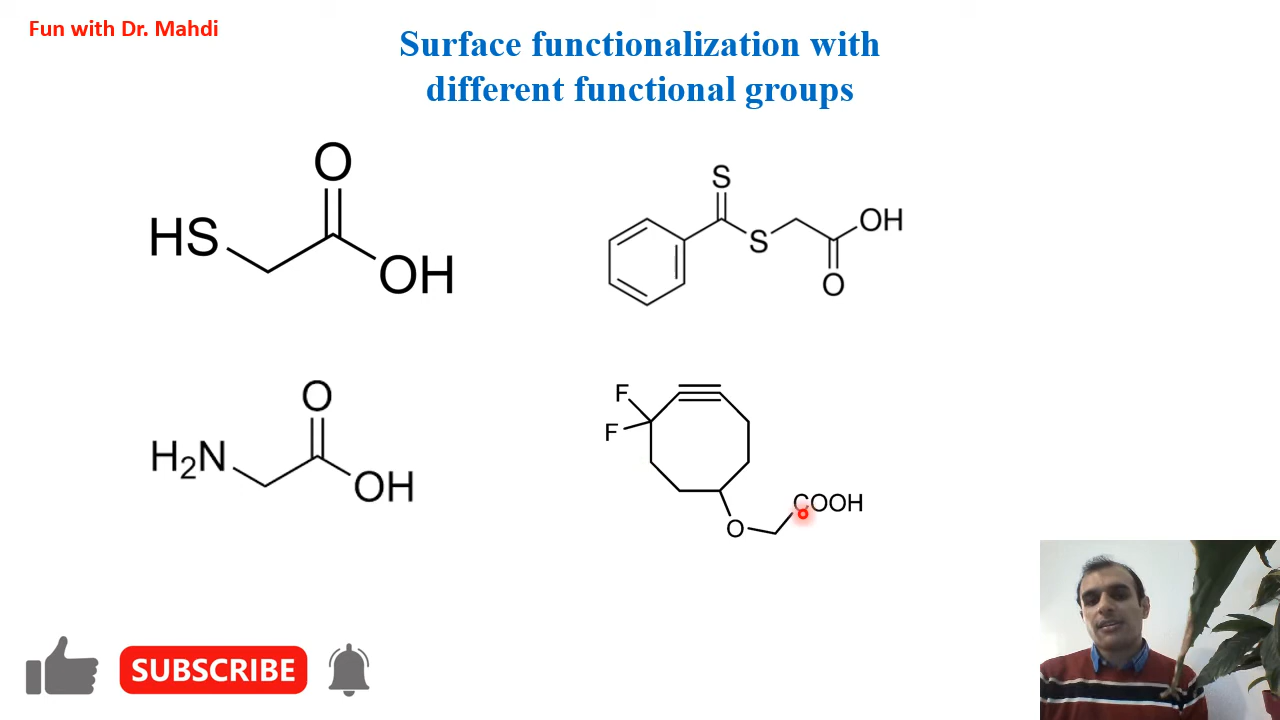 Fun with Dr. Mahdi
Surface functionalization with
different functional groups
O
HS
OH
S
S
OH
O
O
H₂N
OH
F
F
COOH
O
SUBSCRIBE